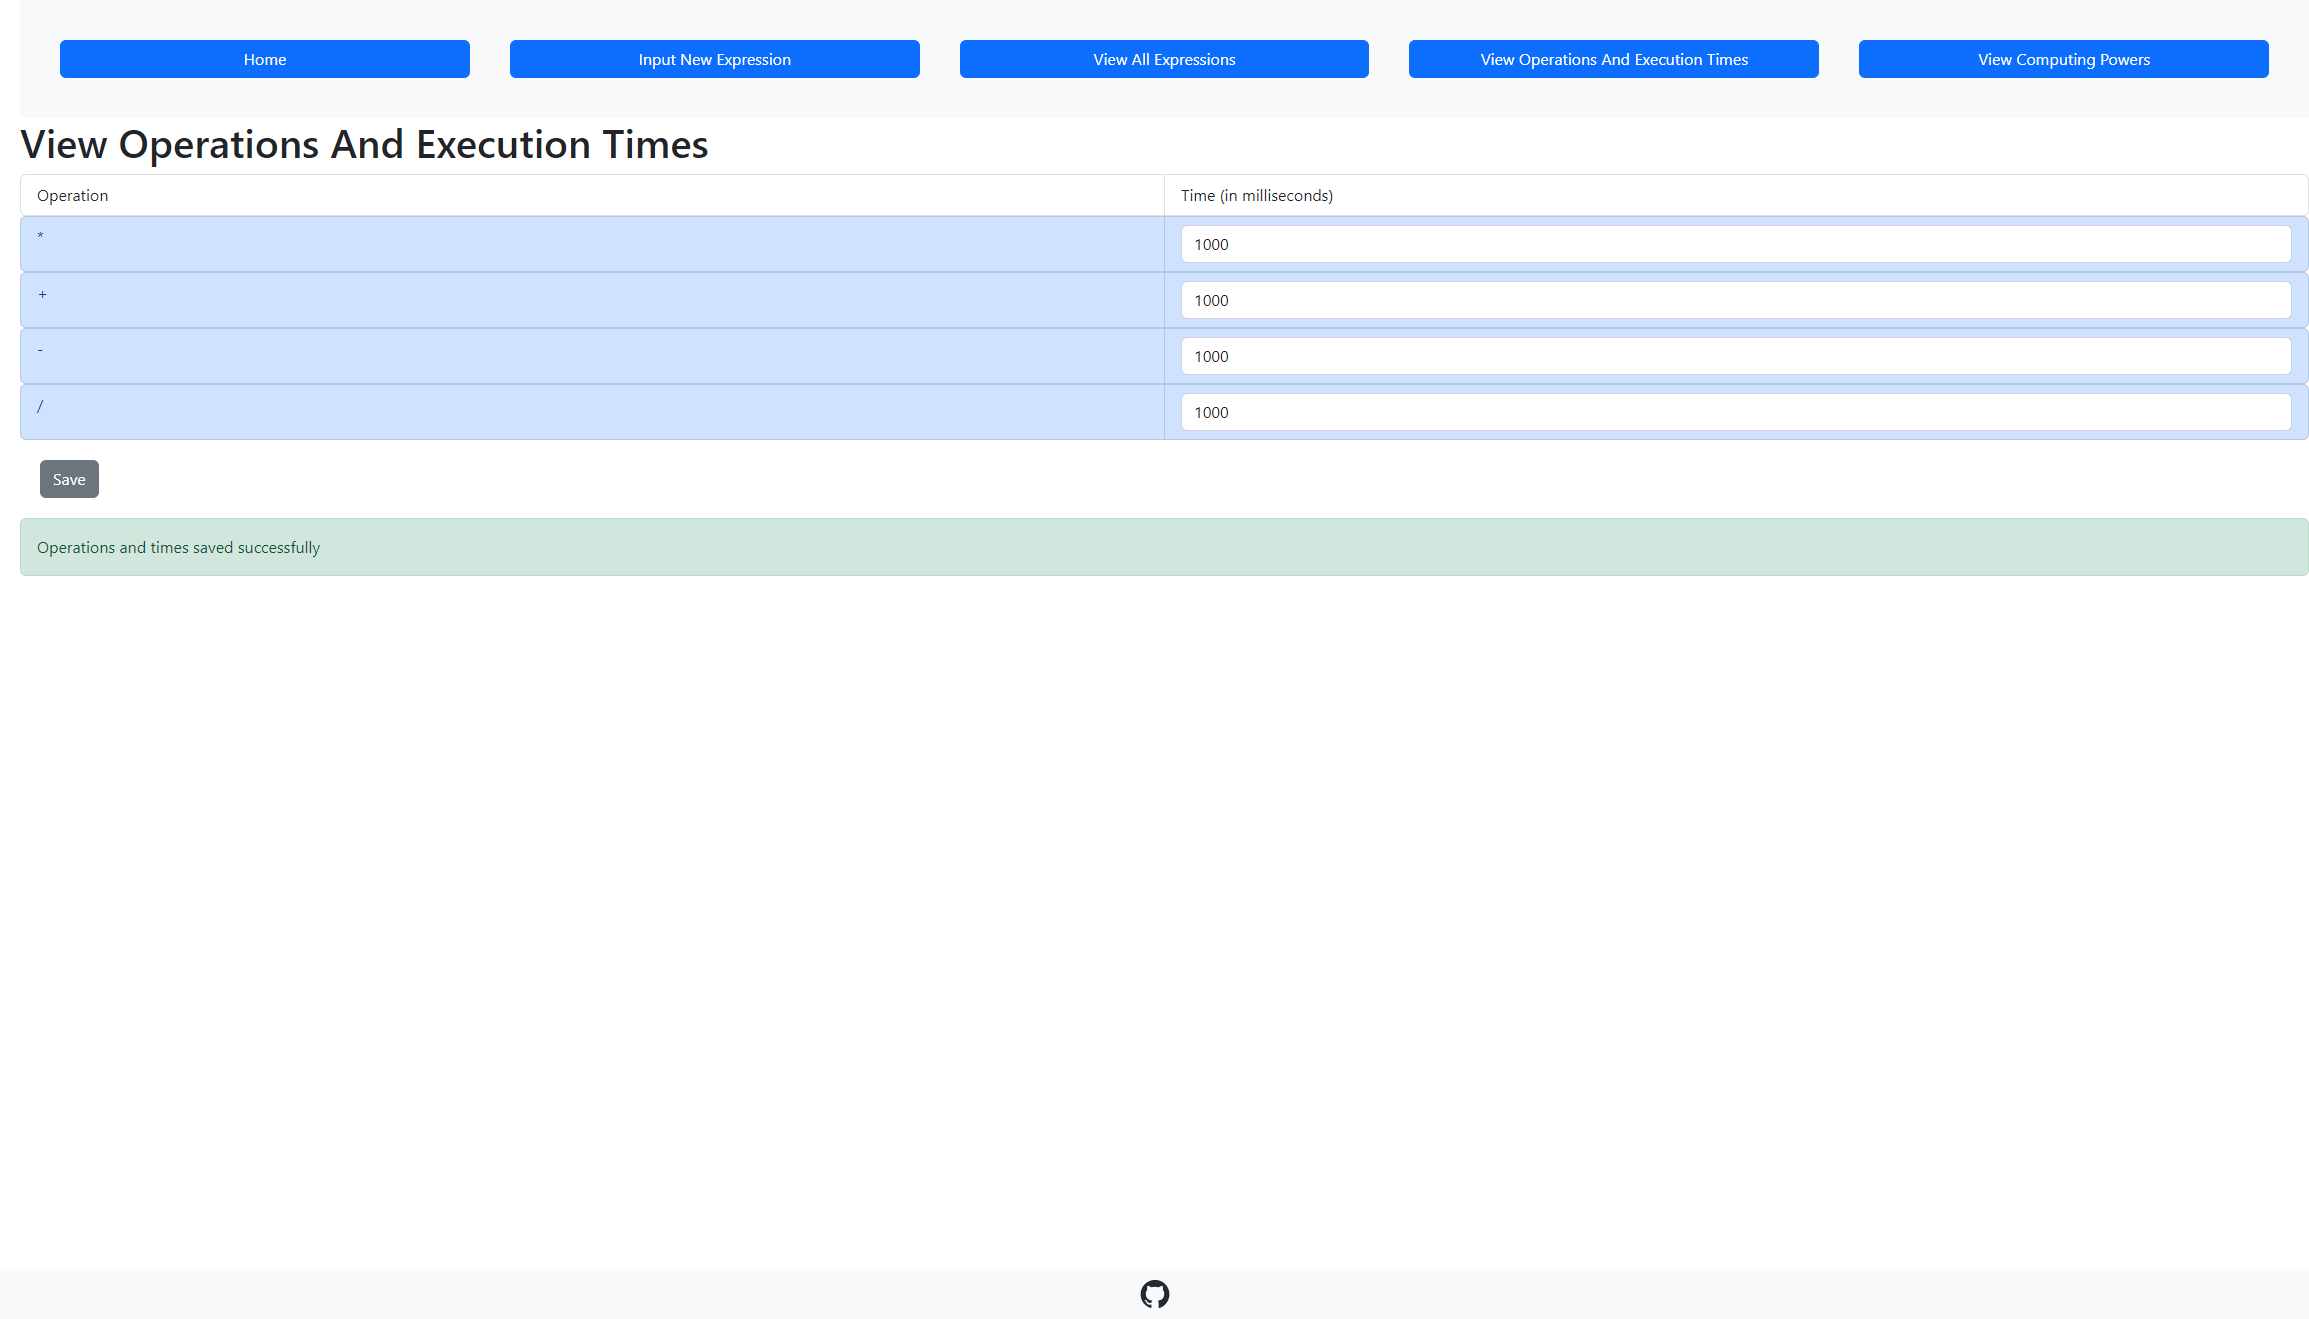 Home Input New Expression View All Expressions View Operations And Execution Times View Computing Powers
View Operations And Execution Times
Operation Time (in milliseconds)
* 1000
+ 1000
- 1000
/ 1000
Save
Operations and times saved successfully